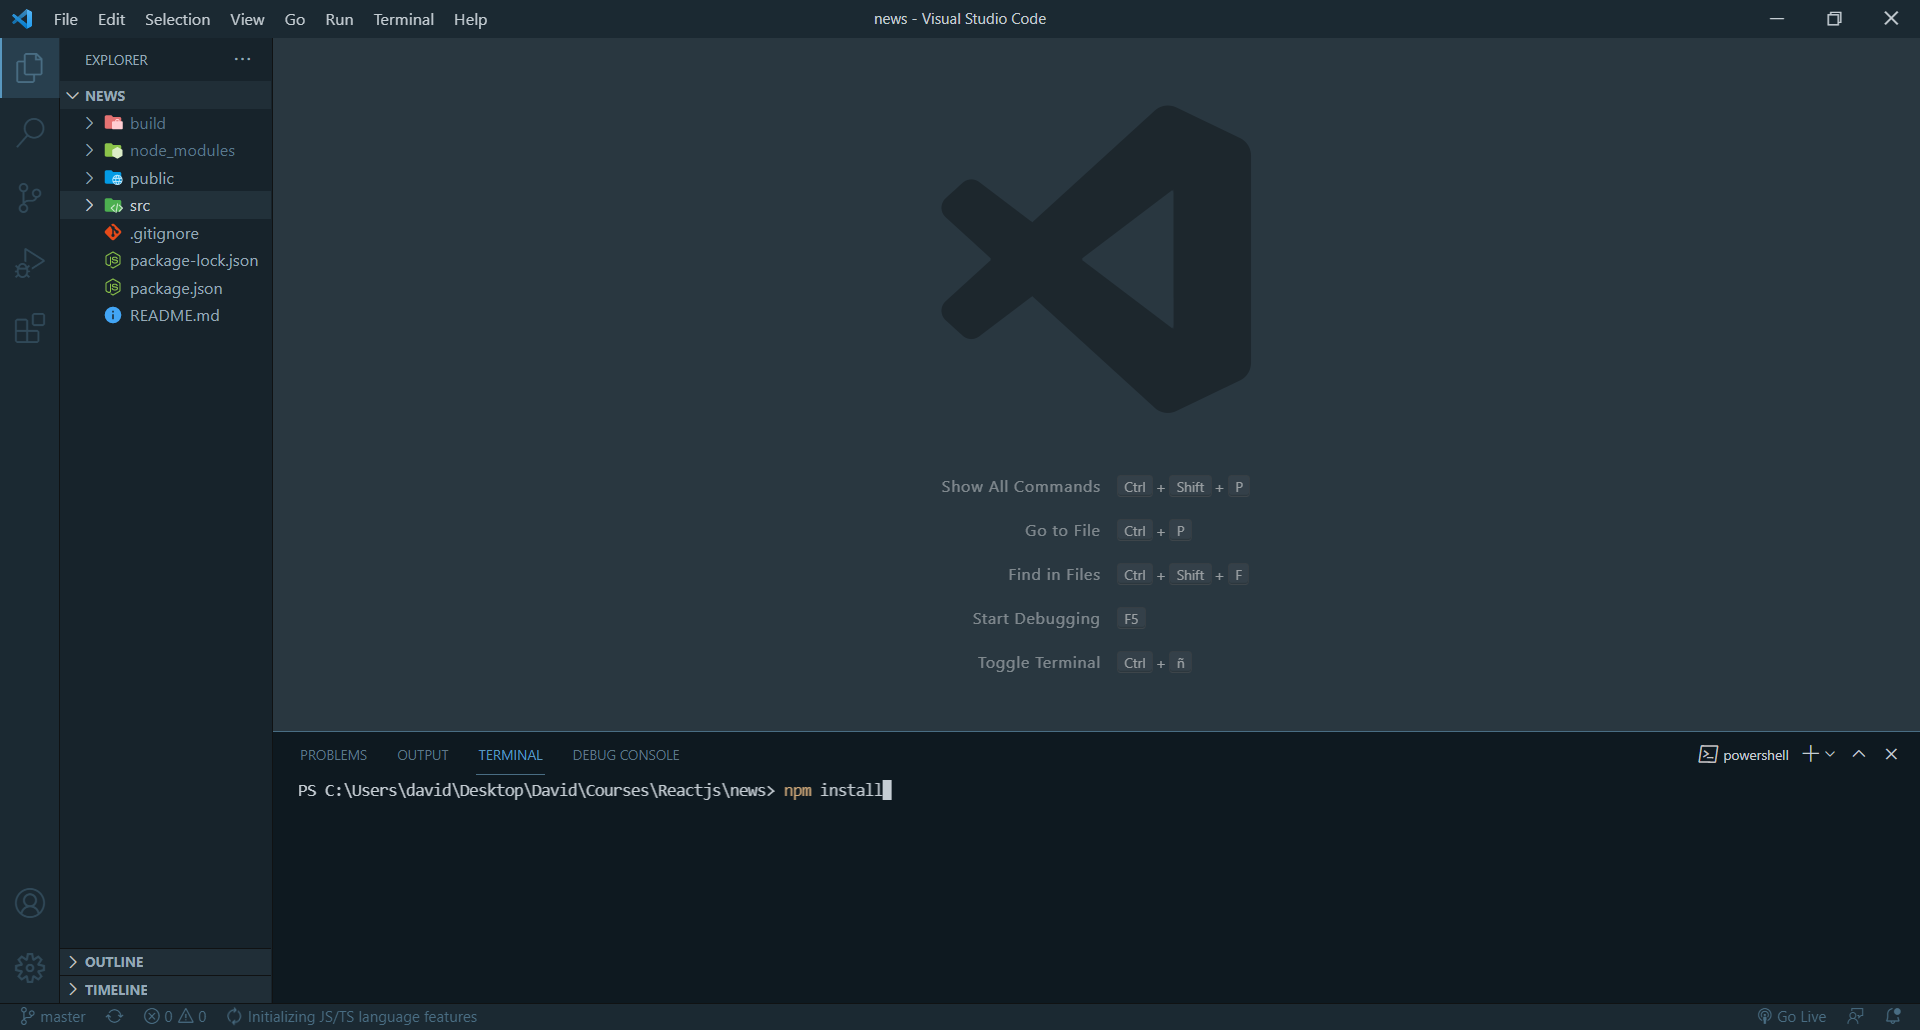 File Edit Selection View Go Run Terminal Help
news - Visual Studio Code
EXPLORER
NEWS
build
node_modules
public
src
.gitignore
package-lock.json
package.json
README.md
Show All Commands Ctrl + Shift + P
Go to File Ctrl + P
Find in Files Ctrl + Shift + F
Start Debugging F5
Toggle Terminal Ctrl + ñ
PROBLEMS OUTPUT TERMINAL DEBUG CONSOLE
powershell
PS C:\Users\david\Desktop\David\Courses\Reactjs\news> npm install
OUTLINE
TIMELINE
master 0 0 Initializing JS/TS language features
Go Live